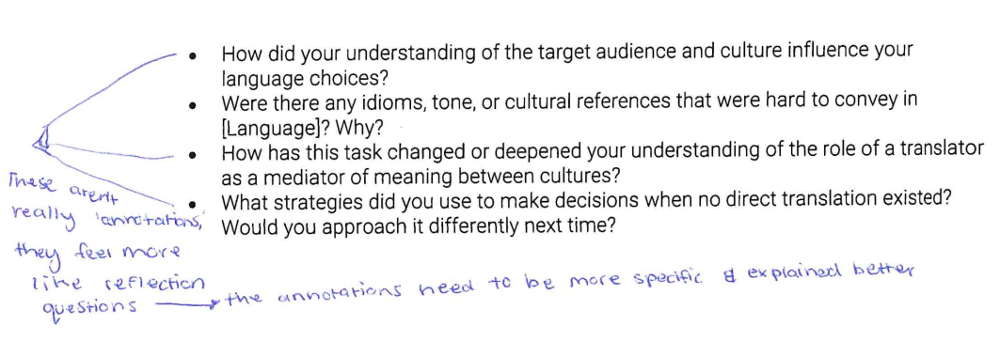 • How did your understanding of the target audience and culture influence your
language choices?
• Were there any idioms, tone, or cultural references that were hard to convey in
[Language]? Why?
• How has this task changed or deepened your understanding of the role of a translator
as a mediator of meaning between cultures?
• What strategies did you use to make decisions when no direct translation existed?
Would you approach it differently next time?
These aren't
really 'annotations,'
they feel more
like reflection
questions → the annotations need to be more specific & explained better